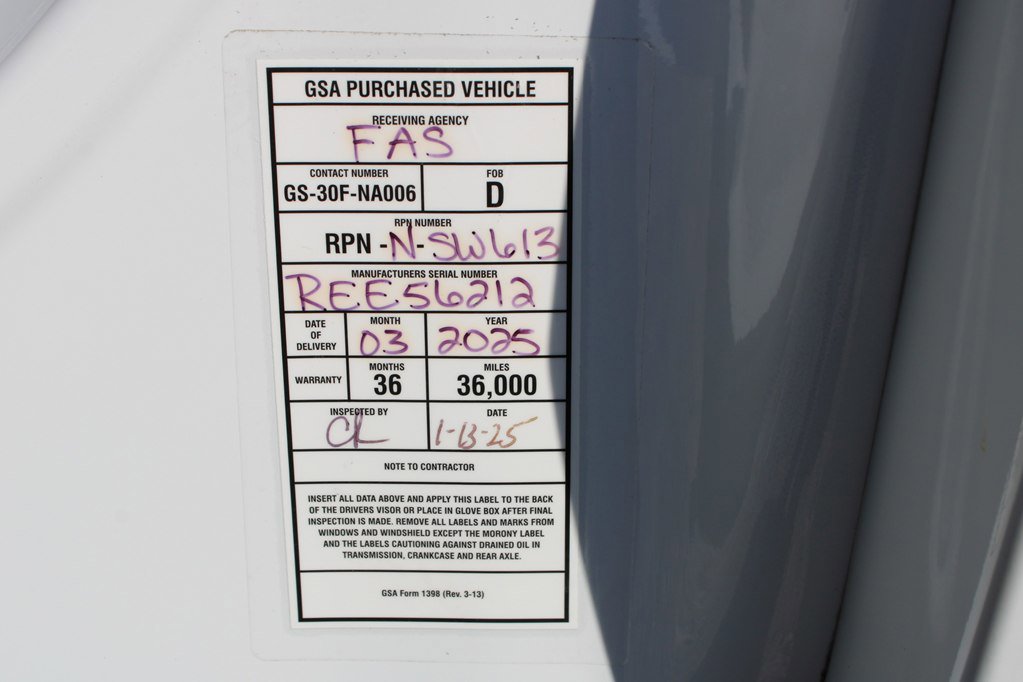 GSA PURCHASED VEHICLE
RECEIVING AGENCY
FAS
CONTACT NUMBER FOB
GS-30F-NA006 D
RPN NUMBER
RPN -N-SW613
MANUFACTURERS SERIAL NUMBER
REE56212
DATE OF DELIVERY MONTH YEAR
03 2025
WARRANTY MONTHS MILES
36 36,000
INSPECTED BY DATE
CL 1-13-25
NOTE TO CONTRACTOR
INSERT ALL DATA ABOVE AND APPLY THIS LABEL TO THE BACK
OF THE DRIVERS VISOR OR PLACE IN GLOVE BOX AFTER FINAL
INSPECTION IS MADE. REMOVE ALL LABELS AND MARKS FROM
WINDOWS AND WINDSHIELD EXCEPT THE MORONY LABEL
AND THE LABELS CAUTIONING AGAINST DRAINED OIL IN
TRANSMISSION, CRANKCASE AND REAR AXLE.
GSA Form 1398 (Rev. 3-13)